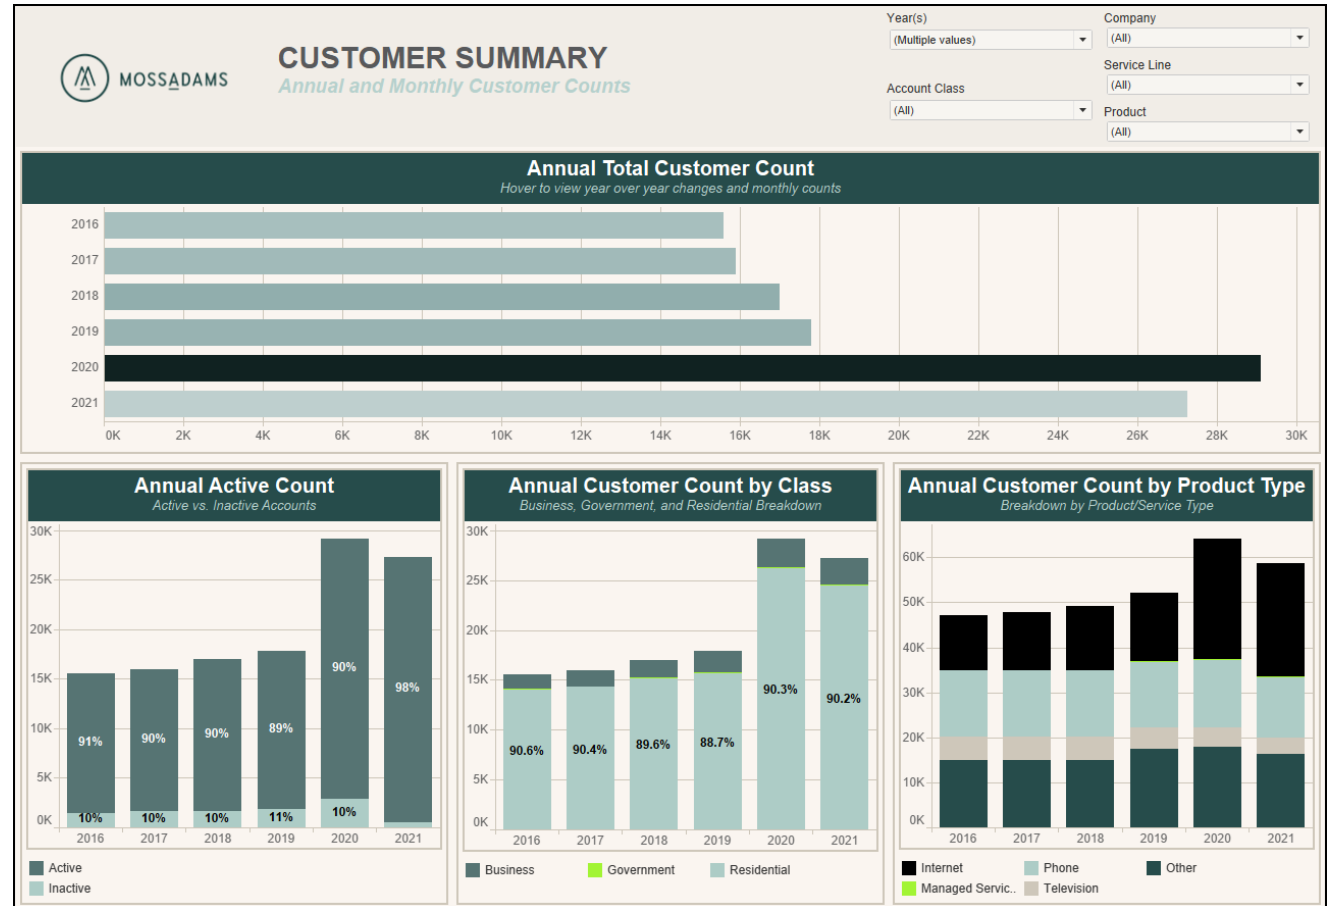 MOSSADAMS
CUSTOMER SUMMARY
Annual and Monthly Customer Counts
Year(s)
(Multiple values)
Company
(All)
Service Line
(All)
Account Class
(All)
Product
(All)
Annual Total Customer Count
Hover to view year over year changes and monthly counts
2016
2017
2018
2019
2020
2021
0K 2K 4K 6K 8K 10K 12K 14K 16K 18K 20K 22K 24K 26K 28K 30K
Annual Active Count
Active vs. Inactive Accounts
30K
25K
20K
15K
10K
5K
0K
91% 90% 90% 89% 90% 98%
10% 10% 10% 11% 10%
2016 2017 2018 2019 2020 2021
Active
Inactive
Annual Customer Count by Class
Business, Government, and Residential Breakdown
30K
25K
20K
15K
10K
5K
0K
90.6% 90.4% 89.6% 88.7% 90.3% 90.2%
2016 2017 2018 2019 2020 2021
Business Government Residential
Annual Customer Count by Product Type
Breakdown by Product/Service Type
60K
50K
40K
30K
20K
10K
0K
2016 2017 2018 2019 2020 2021
Internet Phone Other
Managed Servic.. Television